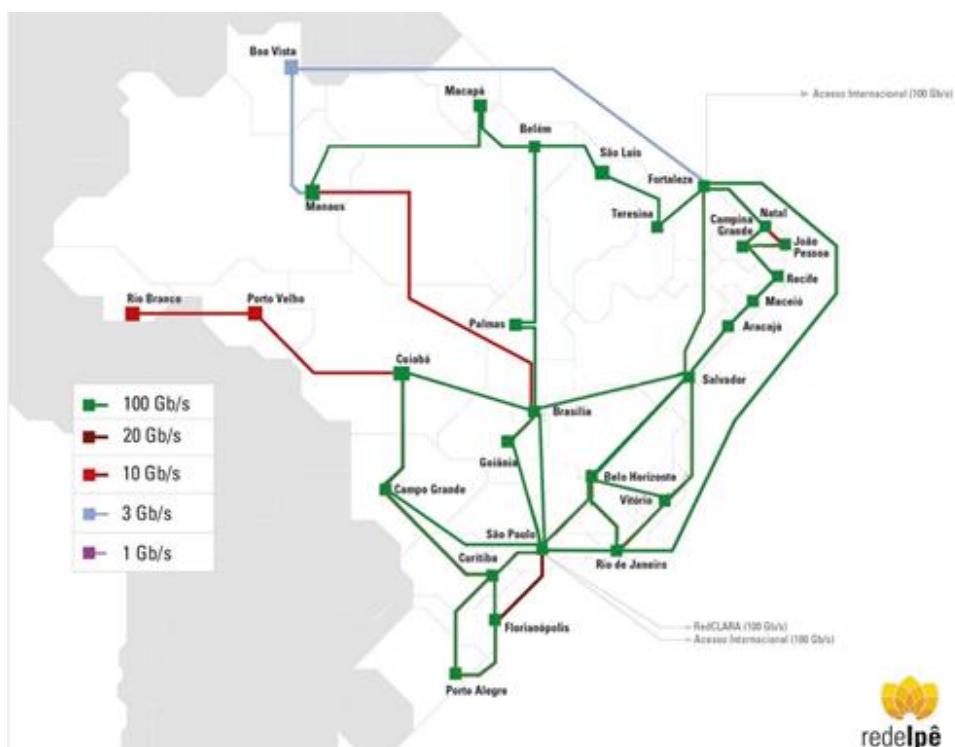 Boa Vista
Macapá
Belém
São Luís
Acesso Internacional (100 Gb/s)
Fortaleza
Manaus
Teresina
Campina
Grande
Natal
João
Pessoa
Recife
Maceió
Aracajú
Rio Branco
Porto Velho
Palmas
Cuiabá
Salvador
Brasília
Goiânia
100 Gb/s
20 Gb/s
10 Gb/s
3 Gb/s
1 Gb/s
Campo Grande
Belo Horizonte
Vitória
São Paulo
Rio de Janeiro
Curitiba
Florianópolis
Porto Alegre
RedCLARA (100 Gb/s)
Acesso Internacional (100 Gb/s)
redeIpê